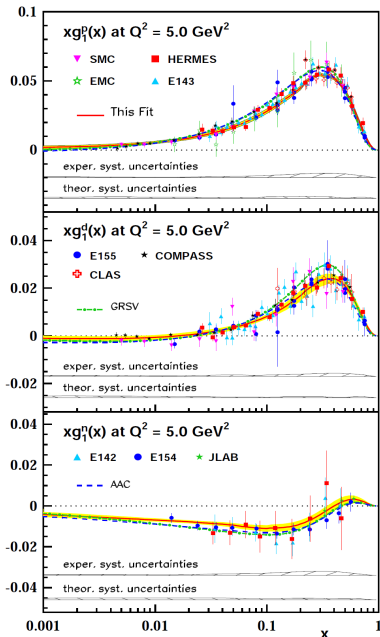 xg₁ᵖ(x) at Q² = 5.0 GeV²
0.1
SMC HERMES
EMC E143
This Fit
0.05
0
exper. syst. uncertainties
theor. syst. uncertainties
xg₁ᵈ(x) at Q² = 5.0 GeV²
0.04
E155 COMPASS
CLAS
0.02
GRSV
0
exper. syst. uncertainties
-0.02
theor. syst. uncertainties
xg₁ⁿ(x) at Q² = 5.0 GeV²
0.04
E142 E154 JLAB
0.02
AAC
0
-0.02
exper. syst. uncertainties
-0.04
theor. syst. uncertainties
0.001 0.01 0.1 1
x